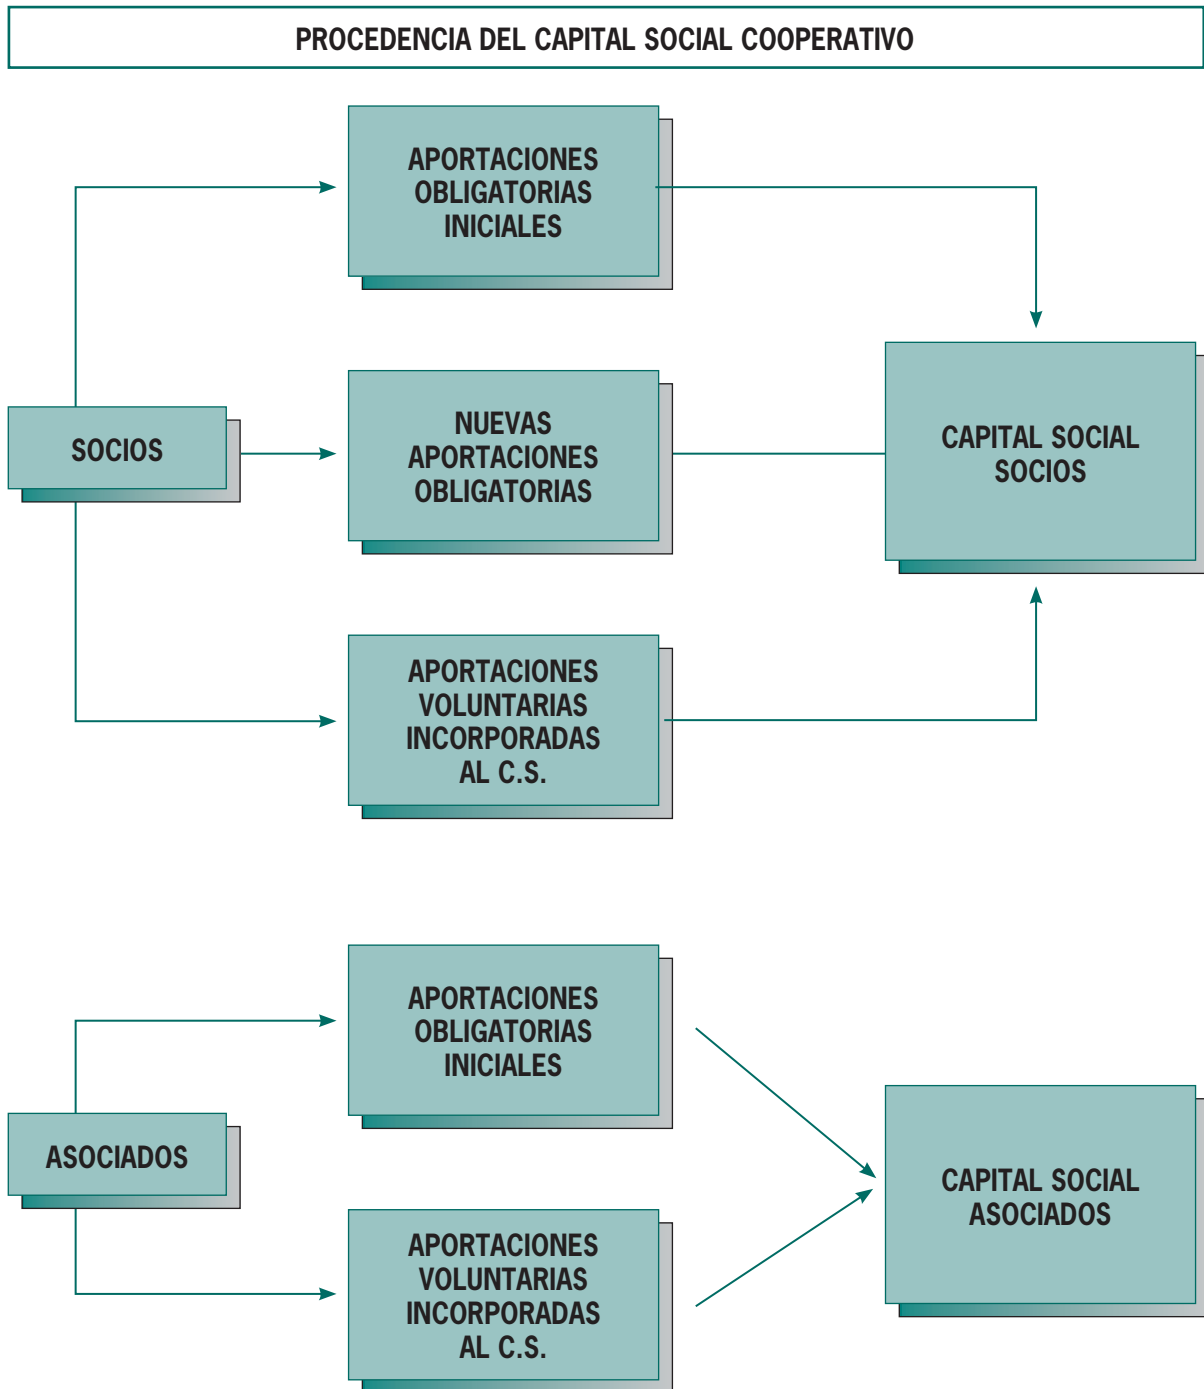 PROCEDENCIA DEL CAPITAL SOCIAL COOPERATIVO
APORTACIONES
OBLIGATORIAS
INICIALES
SOCIOS
NUEVAS
APORTACIONES
OBLIGATORIAS
CAPITAL SOCIAL
SOCIOS
APORTACIONES
VOLUNTARIAS
INCORPORADAS
AL C.S.
APORTACIONES
OBLIGATORIAS
INICIALES
ASOCIADOS
CAPITAL SOCIAL
ASOCIADOS
APORTACIONES
VOLUNTARIAS
INCORPORADAS
AL C.S.